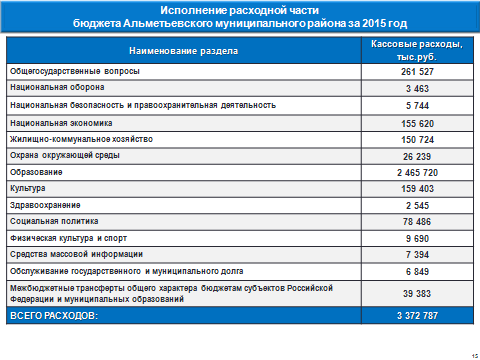 Исполнение расходной части
бюджета Альметьевского муниципального района за 2015 год
Наименование раздела
Кассовые расходы,
тыс.руб.
Общегосударственные вопросы 261 527
Национальная оборона 3 463
Национальная безопасность и правоохранительная деятельность 5 744
Национальная экономика 155 620
Жилищно-коммунальное хозяйство 150 724
Охрана окружающей среды 26 239
Образование 2 465 720
Культура 159 403
Здравоохранение 2 545
Социальная политика 78 486
Физическая культура и спорт 9 690
Средства массовой информации 7 394
Обслуживание государственного и муниципального долга 6 849
Межбюджетные трансферты общего характера бюджетам субъектов Российской
Федерации и муниципальных образований 39 383
ВСЕГО РАСХОДОВ: 3 372 787
15